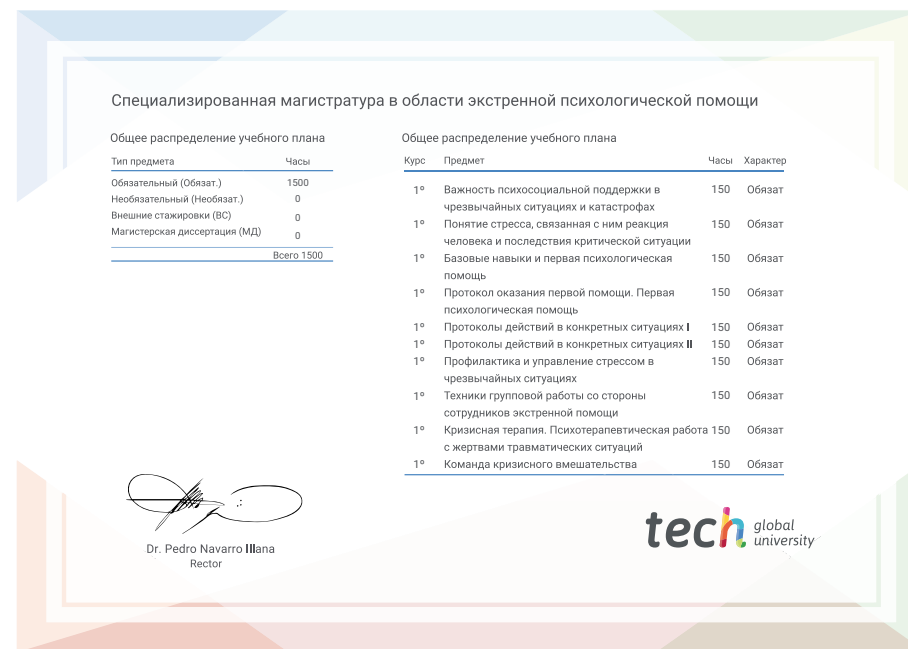 Специализированная магистратура в области экстренной психологической помощи
Общее распределение учебного плана
Тип предмета Часы
Обязательный (Обязат.) 1500
Необязательный (Необязат.) 0
Внешние стажировки (ВС) 0
Магистерская диссертация (МД) 0
Всего 1500
Общее распределение учебного плана
Курс Предмет Часы Характер
1º Важность психосоциальной поддержки в 150 Обязат
чрезвычайных ситуациях и катастрофах
1º Понятие стресса, связанная с ним реакция 150 Обязат
человека и последствия критической ситуации
1º Базовые навыки и первая психологическая 150 Обязат
помощь
1º Протокол оказания первой помощи. Первая 150 Обязат
психологическая помощь
1º Протоколы действий в конкретных ситуациях I 150 Обязат
1º Протоколы действий в конкретных ситуациях II 150 Обязат
1º Профилактика и управление стрессом в 150 Обязат
чрезвычайных ситуациях
1º Техники групповой работы со стороны 150 Обязат
сотрудников экстренной помощи
1º Кризисная терапия. Психотерапевтическая работа 150 Обязат
с жертвами травматических ситуаций
1º Команда кризисного вмешательства 150 Обязат
Dr. Pedro Navarro Illana
Rector
tech global
university